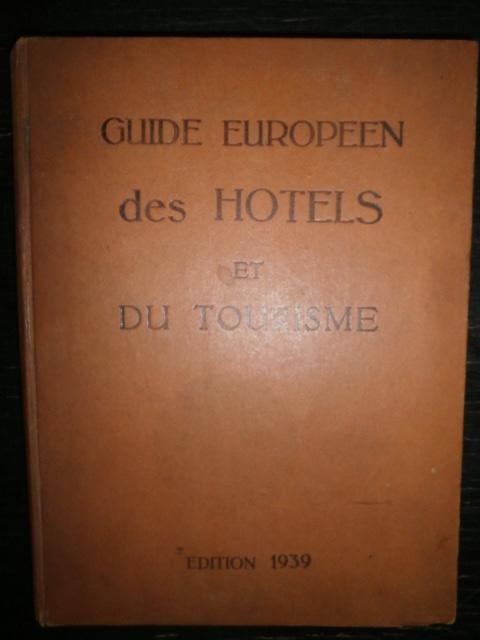 GUIDE EUROPEEN
des HOTELS
ET
DU TOURISME
EDITION 1939